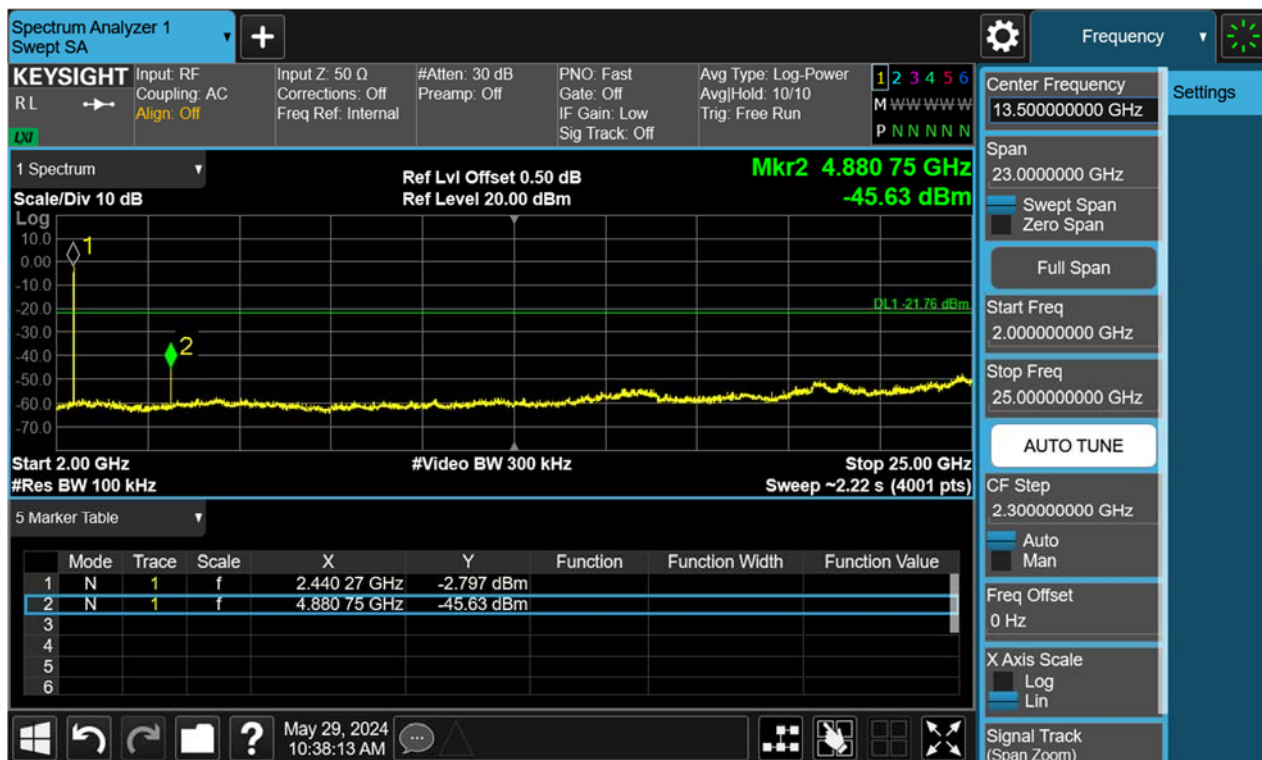 Spectrum Analyzer 1
Swept SA
+
Frequency
KEYSIGHT
R L
LXI
Input: RF
Coupling: AC
Align: Off
Input Z: 50 Ω
Corrections: Off
Freq Ref: Internal
#Atten: 30 dB
Preamp: Off
PNO: Fast
Gate: Off
IF Gain: Low
Sig Track: Off
Avg Type: Log-Power
Avg|Hold: 10/10
Trig: Free Run
1 2 3 4 5 6
M W W W W W
P N N N N N
1 Spectrum
Scale/Div 10 dB
Ref Lvl Offset 0.50 dB
Ref Level 20.00 dBm
Mkr2 4.880 75 GHz
-45.63 dBm
Log
10.0
0.00
-10.0
-20.0
-30.0
-40.0
-50.0
-60.0
-70.0
1
2
DL1 -21.76 dBm
Start 2.00 GHz
#Res BW 100 kHz
#Video BW 300 kHz
Stop 25.00 GHz
Sweep ~2.22 s (4001 pts)
5 Marker Table
Mode Trace Scale X Y Function Function Width Function Value
1 N 1 f 2.440 27 GHz -2.797 dBm
2 N 1 f 4.880 75 GHz -45.63 dBm
3
4
5
6
?
May 29, 2024
10:38:13 AM
Center Frequency
13.500000000 GHz
Span
23.0000000 GHz
Swept Span
Zero Span
Full Span
Start Freq
2.000000000 GHz
Stop Freq
25.000000000 GHz
AUTO TUNE
CF Step
2.300000000 GHz
Auto
Man
Freq Offset
0 Hz
X Axis Scale
Log
Lin
Signal Track
(Span Zoom)
Settings